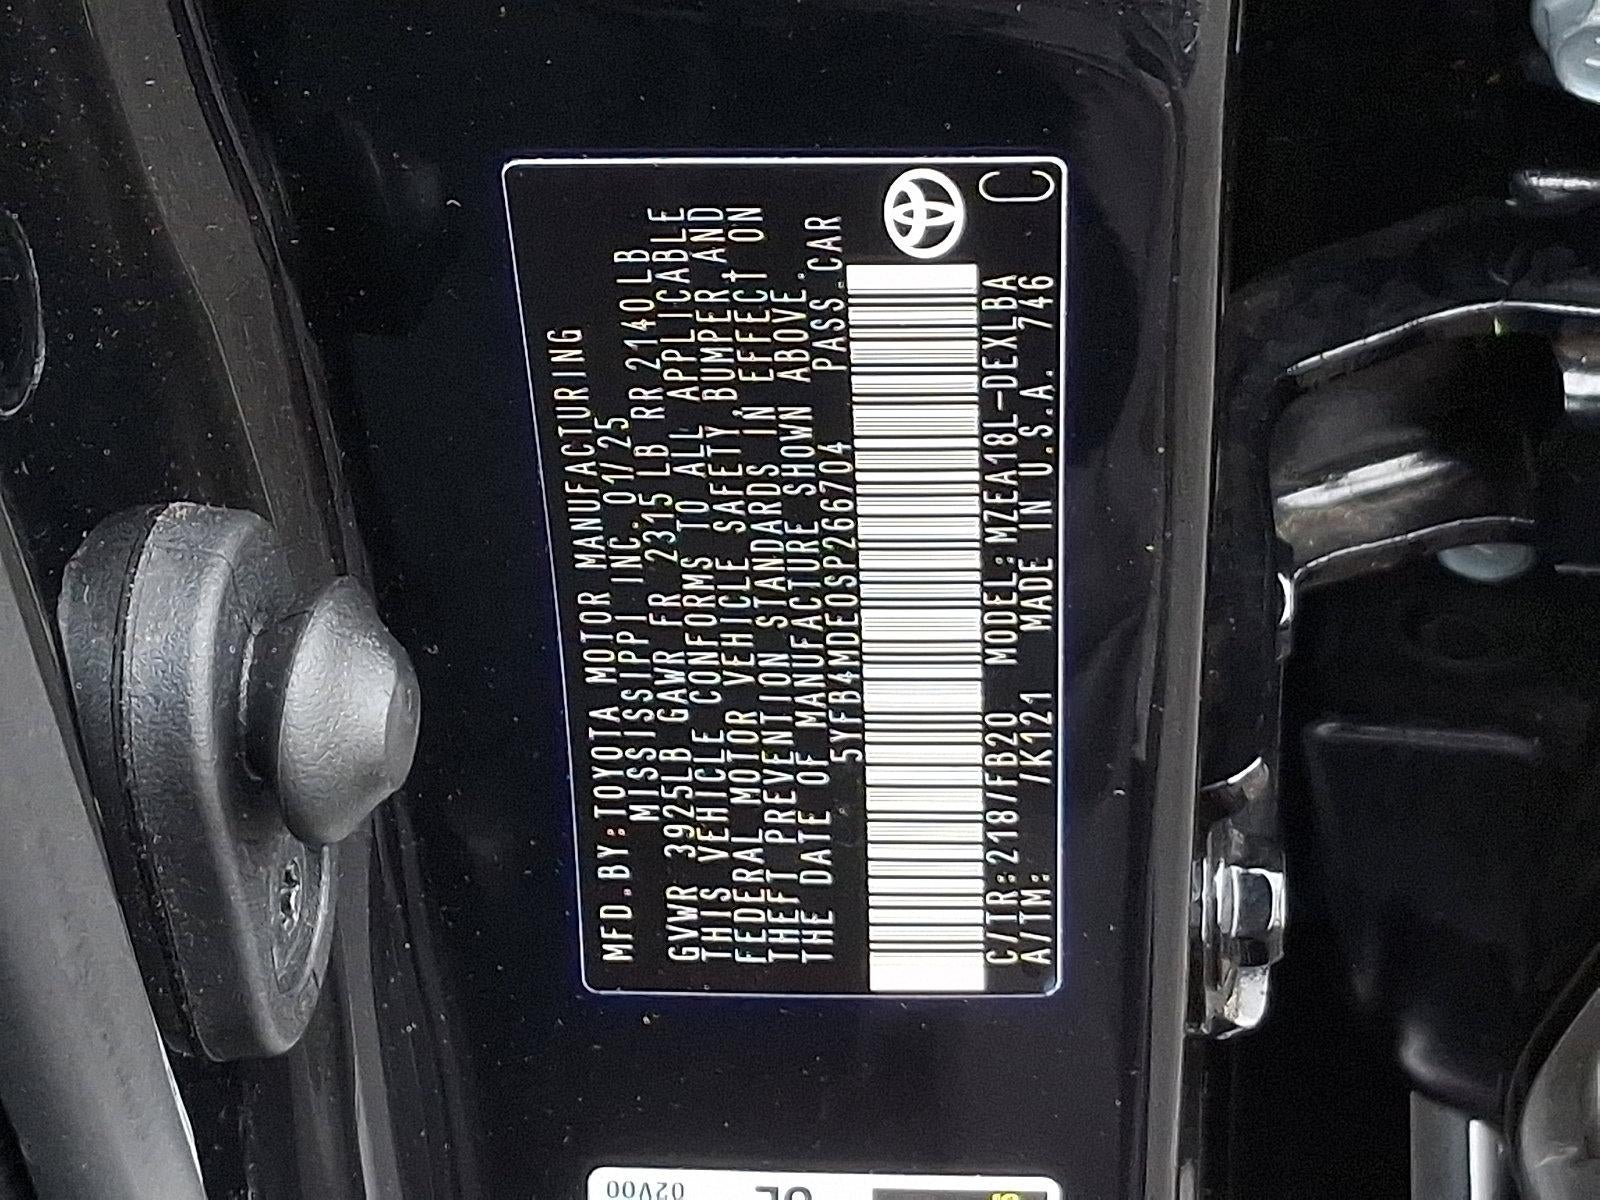 MFD.BY:TOYOTA MOTOR MANUFACTURING
MISSISSIPPI INC. 01/25
GVWR 3925LB GAWR FR 2315 LB RR 2140 LB
THIS VEHICLE CONFORMS TO ALL APPLICABLE
FEDERAL MOTOR VEHICLE SAFETY, BUMPER, AND
THEFT PREVENTION STANDARDS IN EFFECT ON
THE DATE OF MANUFACTURE SHOWN ABOVE.
5YFB4MDE0SP266704 PASS.CAR
C/TR:218/FB20 MODEL:MZEA18L-DEXLBA
A/TM: /K121 MADE IN U.S.A. 746 C
02V00